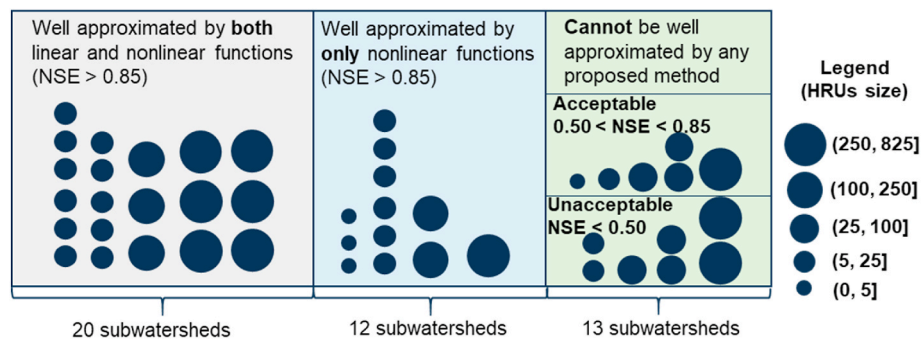 Well approximated by both
linear and nonlinear functions
(NSE > 0.85)
Well approximated by
only nonlinear functions
(NSE > 0.85)
Cannot be well
approximated by any
proposed method
Acceptable
0.50 < NSE < 0.85
Unacceptable
NSE < 0.50
20 subwatersheds
12 subwatersheds
13 subwatersheds
Legend
(HRUs size)
(250, 825]
(100, 250]
(25, 100]
(5, 25]
(0, 5]